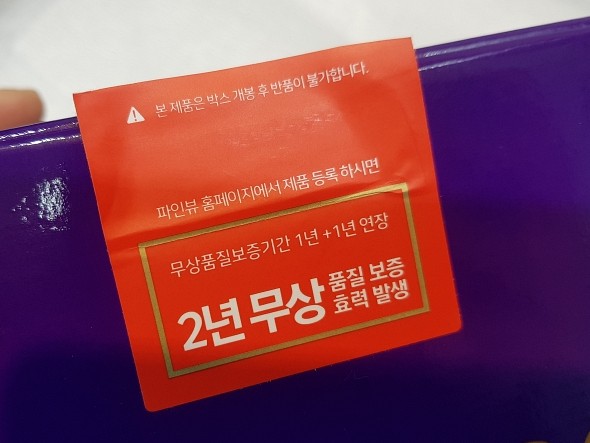 본 제품은 박스 개봉 후 반품이 불가합니다.
파인뷰 홈페이지에서 제품 등록 하시면
무상품질보증기간 1년 +1년 연장
2년 무상 품질 보증
효력 발생